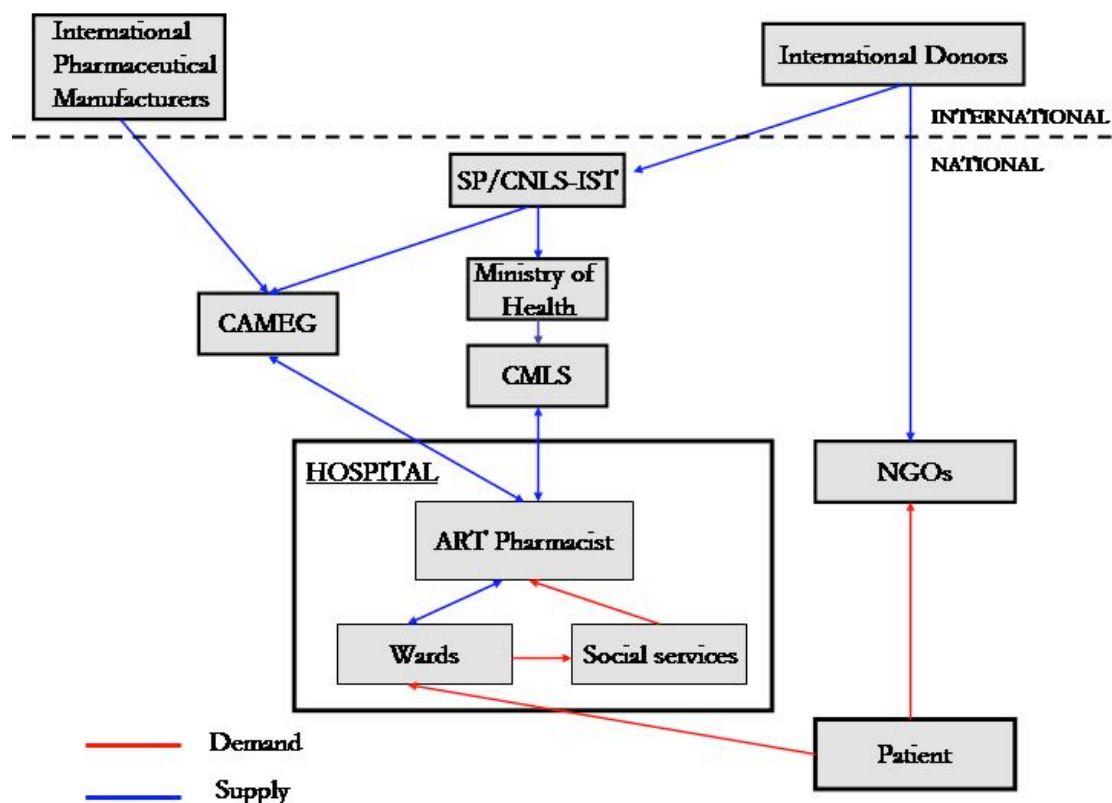 International
Pharmaceutical
Manufacturers
International Donors
INTERNATIONAL
NATIONAL
SP/CNLS-IST
Ministry of
Health
CAMEG
CMLS
HOSPITAL
NGOs
ART Pharmacist
Wards
Social services
Patient
Demand
Supply